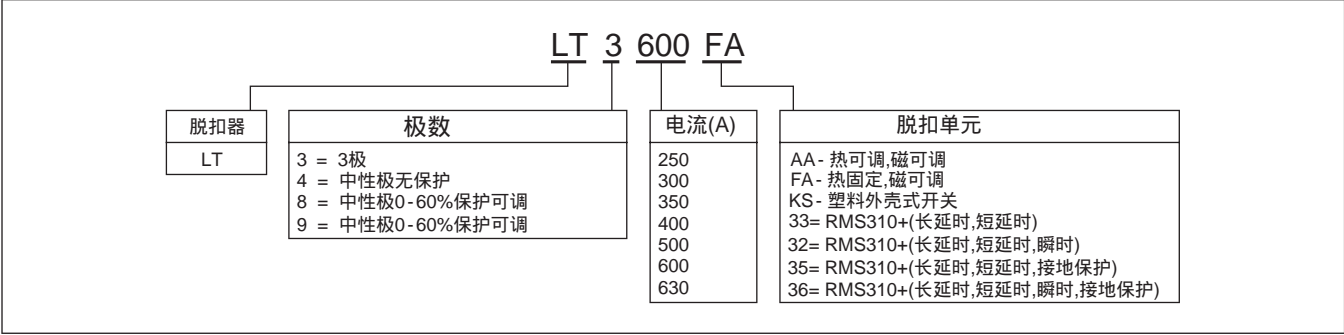 LT 3 600 FA
脱扣器
LT
极数
3 = 3极
4 = 中性极无保护
8 = 中性极0-60%保护可调
9 = 中性极0-60%保护可调
电流(A)
250
300
350
400
500
600
630
脱扣单元
AA- 热可调,磁可调
FA- 热固定,磁可调
KS- 塑料外壳式开关
33= RMS310+(长延时,短延时)
32= RMS310+(长延时,短延时,瞬时)
35= RMS310+(长延时,短延时,接地保护)
36= RMS310+(长延时,短延时,瞬时,接地保护)